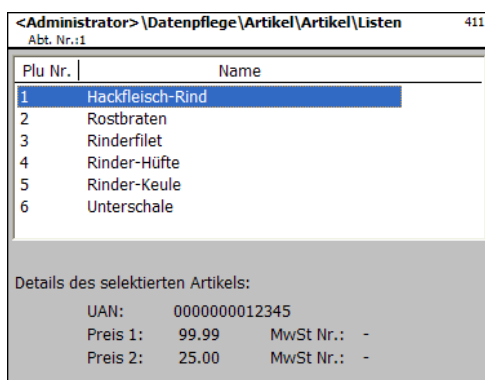 <Administrator>\Datenpflege\Artikel\Artikel\Listen 411
Abt. Nr.:1
Plu Nr. Name
1 Hackfleisch-Rind
2 Rostbraten
3 Rinderfilet
4 Rinder-Hüfte
5 Rinder-Keule
6 Unterschale
Details des selektierten Artikels:
UAN: 0000000012345
Preis 1: 99.99 MwSt Nr.: -
Preis 2: 25.00 MwSt Nr.: -